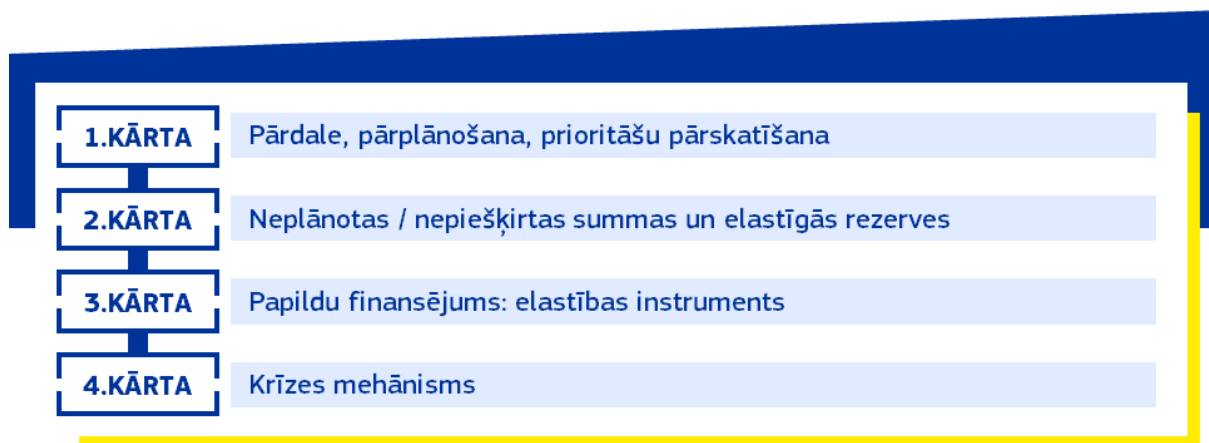 1.KĀRTA Pārdale, pārplānošana, prioritāšu pārskatīšana
2.KĀRTA Neplānotas / nepiešķirtas summas un elastīgās rezerves
3.KĀRTA Papildu finansējums: elastības instruments
4.KĀRTA Krīzes mehānisms